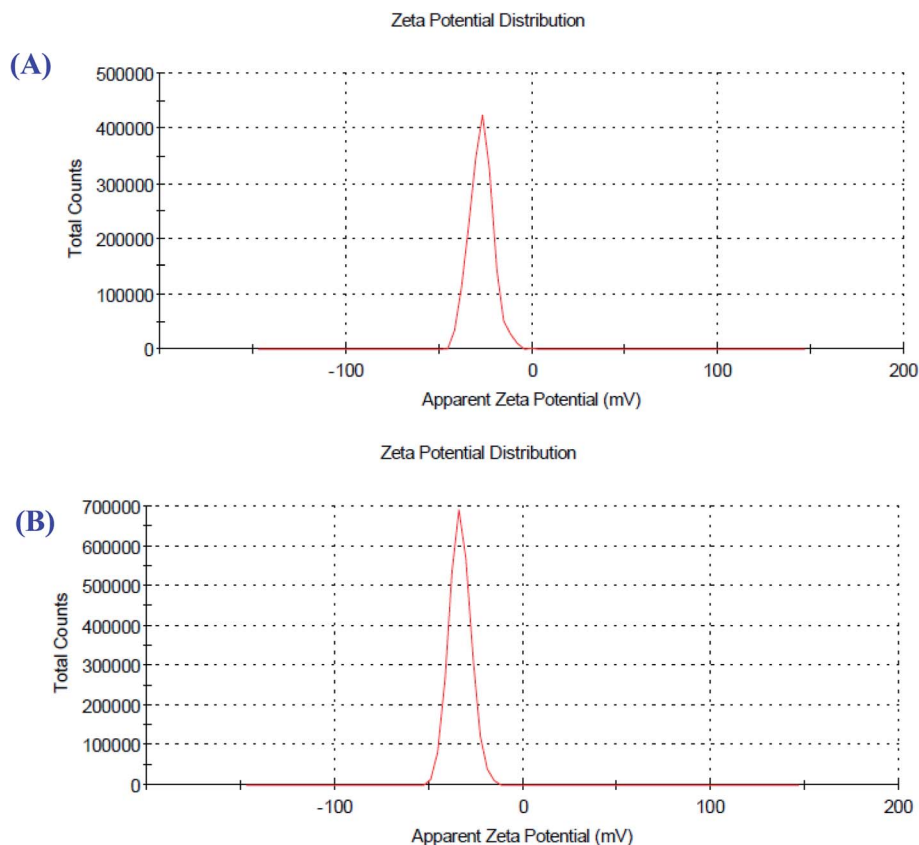 Zeta Potential Distribution
(A)
500000
400000
300000
200000
100000
0
Total Counts
-100 0 100 200
Apparent Zeta Potential (mV)
Zeta Potential Distribution
(B)
700000
600000
500000
400000
300000
200000
100000
0
Total Counts
-100 0 100 200
Apparent Zeta Potential (mV)